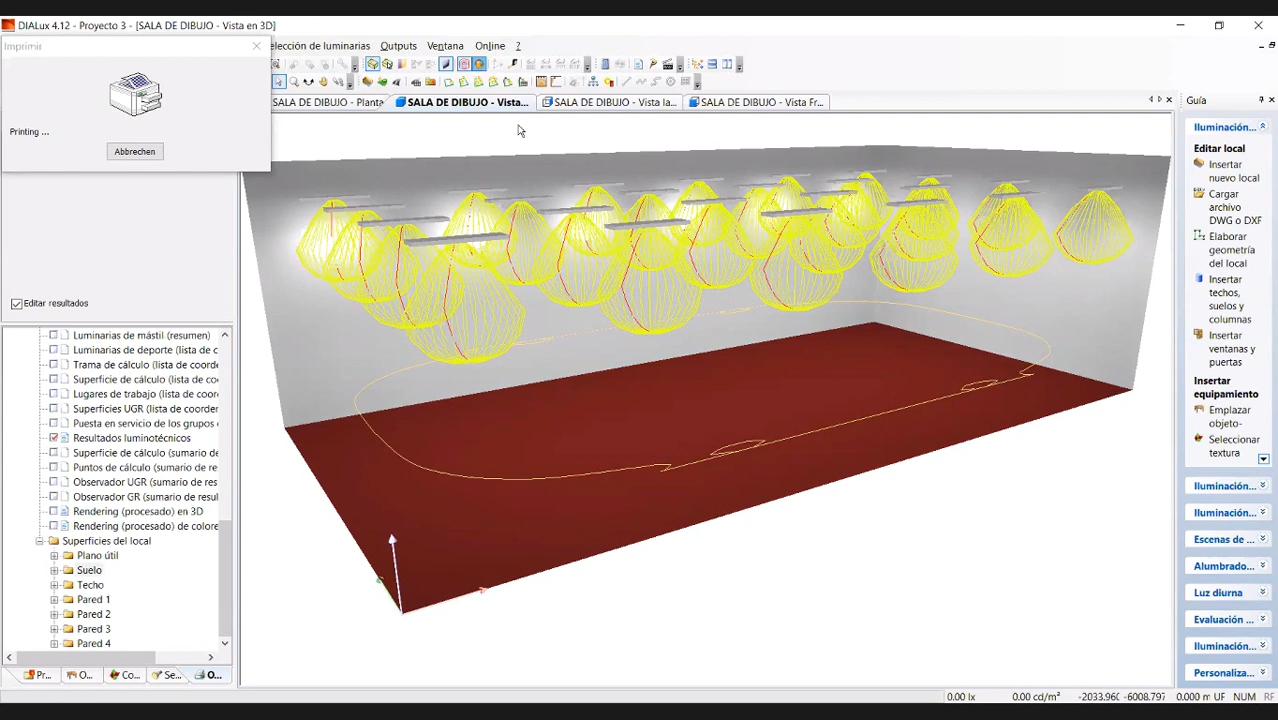 DIALux 4.12 - Proyecto 3 - [SALA DE DIBUJO - Vista en 3D]
Imprimir
elección de luminarias Outputs Ventana Online ?
Printing ...
Abbrechen
SALA DE DIBUJO - Planta
SALA DE DIBUJO - Vista...
SALA DE DIBUJO - Vista la...
SALA DE DIBUJO - Vista Fr...
Editar resultados
Luminarias de mástil (resumen)
Luminarias de deporte (lista de c
Trama de cálculo (lista de coorde
Superficie de cálculo (lista de coo
Lugares de trabajo (lista de coord
Superficies UGR (lista de coorder
Puesta en servicio de los grupos
Resultados luminotécnicos
Superficie de cálculo (sumario de
Puntos de cálculo (sumario de re
Observador UGR (sumario de res
Observador GR (sumario de resul
Rendering (procesado) en 3D
Rendering (procesado) de colore
Superficies del local
Plano útil
Suelo
Techo
Pared 1
Pared 2
Pared 3
Pared 4
Pr...
O...
Co...
Se...
O...
Guía
Iluminación...
Editar local
Insertar
nuevo local
Cargar
archivo
DWG o DXF
Elaborar
geometría
del local
Insertar
techos,
suelos y
columnas
Insertar
ventanas y
puertas
Insertar
equipamiento
Emplazar
objeto-
Seleccionar
textura
Iluminación...
Iluminación...
Escenas de ...
Alumbrado...
Luz diurna
Evaluación ...
Iluminación...
Personaliza...
0.00 lx 0.00 cd/m² -2033.960 -6008.797 0.000 m UF NUM RF